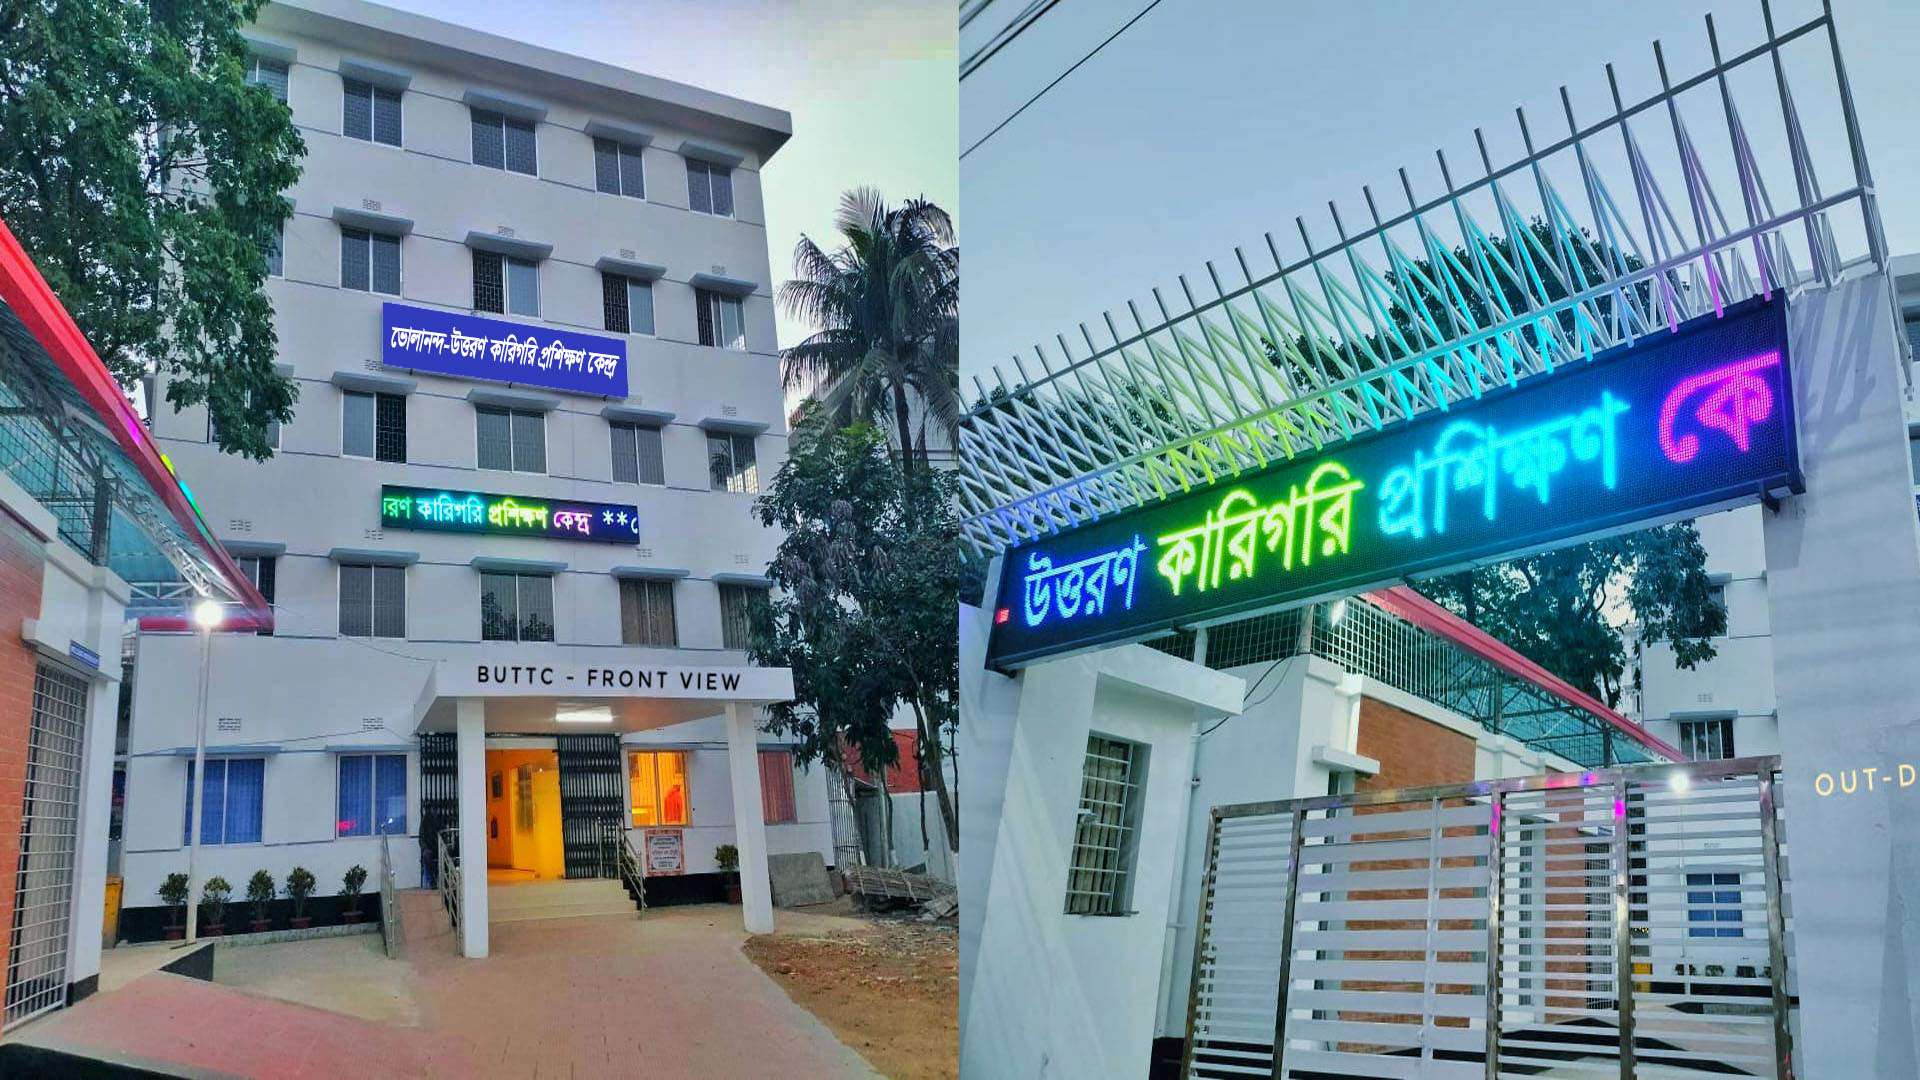 ভোলানন্দ-উত্তরণ কারিগরি প্রশিক্ষণ কেন্দ্র
রণ কারিগরি প্রশিক্ষণ কেন্দ্র **
BUTTC - FRONT VIEW
উত্তরণ কারিগরি প্রশিক্ষণ কে
OUT-D